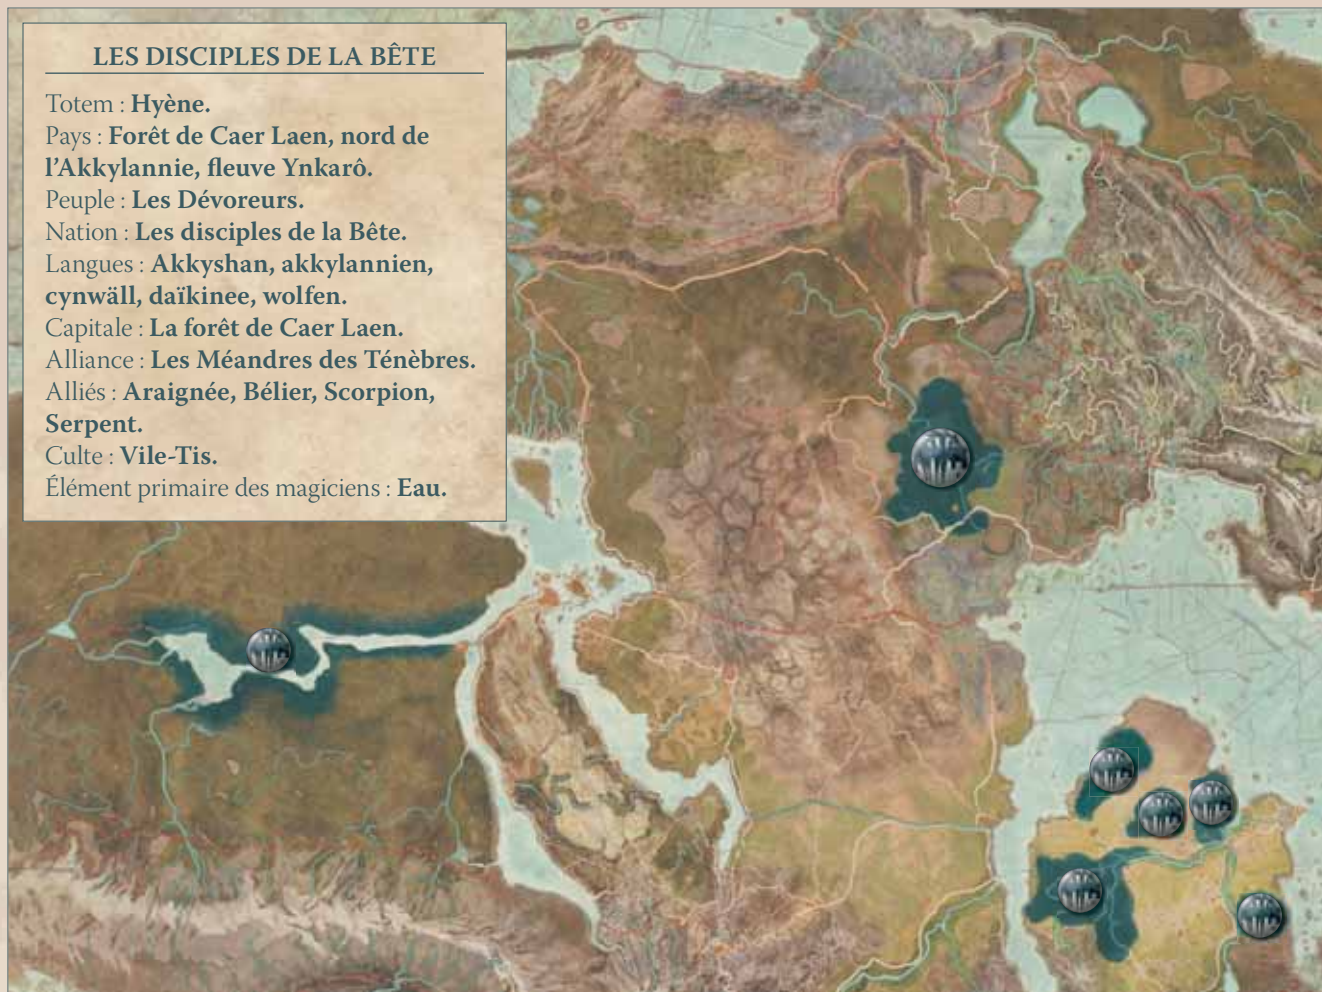 LES DISCIPLES DE LA BÊTE
Totem : Hyène.
Pays : Forêt de Caer Laen, nord de
l'Akkylannie, fleuve Ynkarô.
Peuple : Les Dévoreurs.
Nation : Les disciples de la Bête.
Langues : Akkyshan, akkylannien,
cynwäll, daïkinee, wolfen.
Capitale : La forêt de Caer Laen.
Alliance : Les Méandres des Ténèbres.
Alliés : Araignée, Bélier, Scorpion,
Serpent.
Culte : Vile-Tis.
Élément primaire des magiciens : Eau.